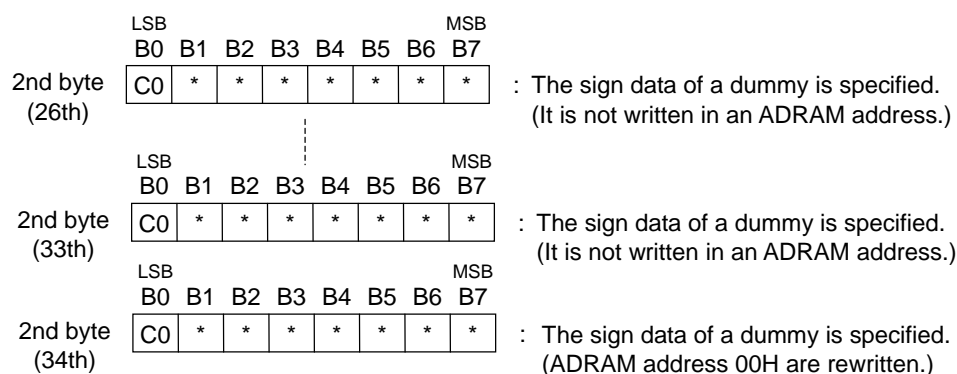 LSB MSB
B0 B1 B2 B3 B4 B5 B6 B7
2nd byte C0 * * * * * * * : The sign data of a dummy is specified.
(26th) (It is not written in an ADRAM address.)
LSB MSB
B0 B1 B2 B3 B4 B5 B6 B7
2nd byte C0 * * * * * * * : The sign data of a dummy is specified.
(33th) (It is not written in an ADRAM address.)
LSB MSB
B0 B1 B2 B3 B4 B5 B6 B7
2nd byte C0 * * * * * * * : The sign data of a dummy is specified.
(34th) (ADRAM address 00H are rewritten.)